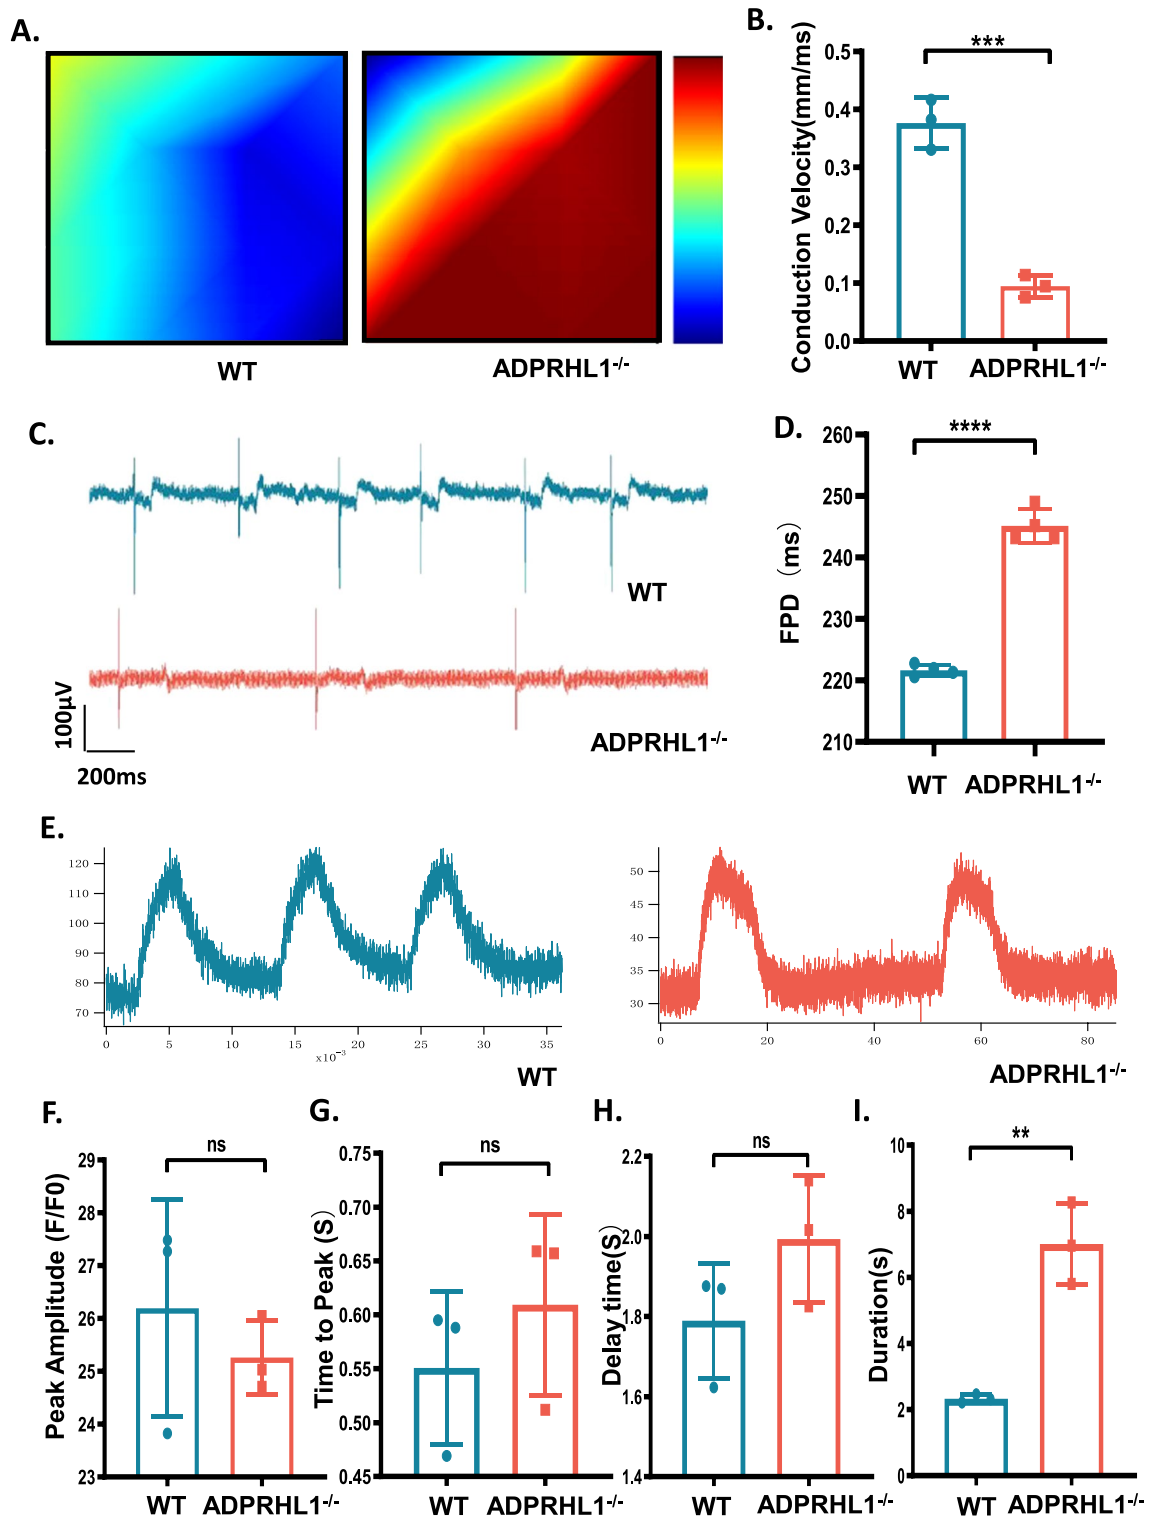 A.
WT
ADPRHL1-/-
B.
***
Conduction Velocity(mm/ms)
0.5
0.4
0.3
0.2
0.1
0.0
WT
ADPRHL1-/-
C.
WT
100μV
200ms
ADPRHL1-/-
D.
****
FPD (ms)
260
250
240
230
220
210
WT
ADPRHL1-/-
E.
120
110
100
90
80
70
0
5
10
15
20
25
30
35
x10-3
WT
50
45
40
35
30
0
20
40
60
80
ADPRHL1-/-
F.
ns
Peak Amplitude (F/F0)
29
28
27
26
25
24
23
WT
ADPRHL1-/-
G.
ns
Time to Peak (S)
0.75
0.70
0.65
0.60
0.55
0.50
0.45
WT
ADPRHL1-/-
H.
ns
Delay time(S)
2.2
2.0
1.8
1.6
1.4
WT
ADPRHL1-/-
I.
**
Duration(s)
10
8
6
4
2
0
WT
ADPRHL1-/-